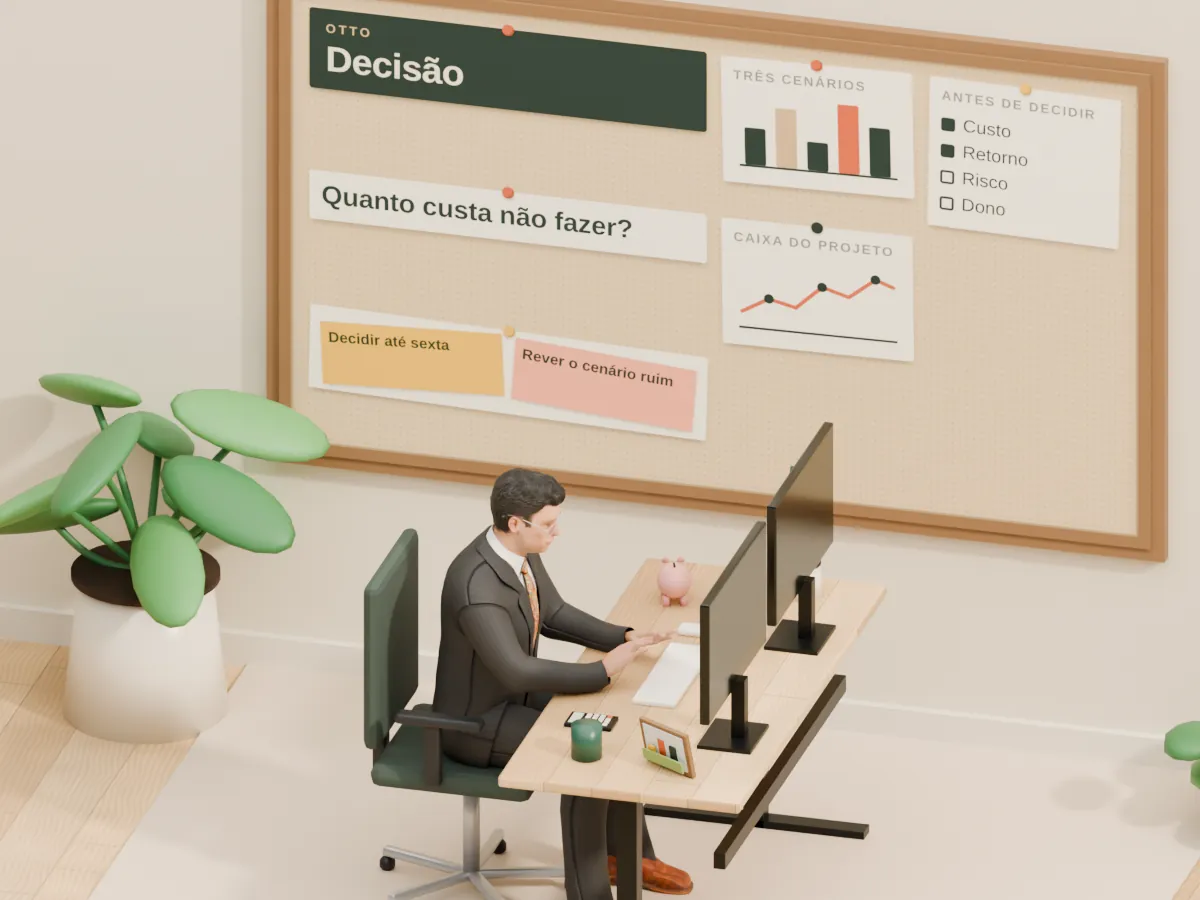 OTTO
Decisão
Quanto custa não fazer?
Decidir até sexta
Rever o cenário ruim
TRÊS CENÁRIOS
CAIXA DO PROJETO
ANTES DE DECIDIR
Custo
Retorno
Risco
Dono